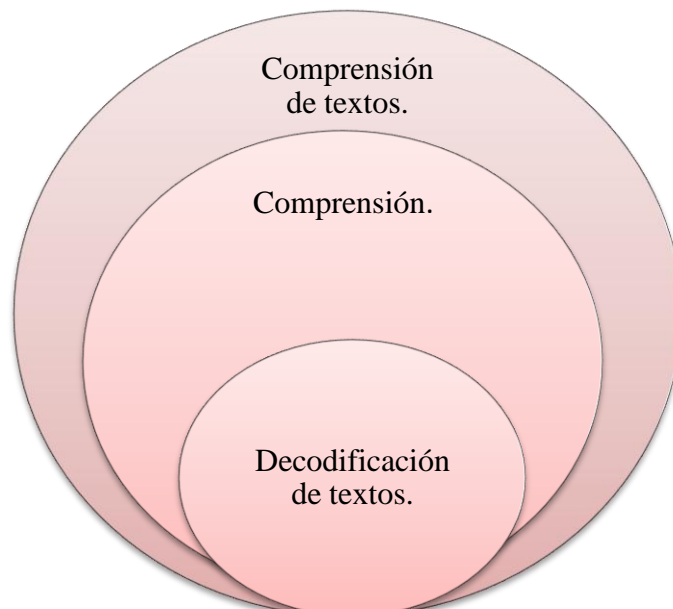 Comprensión
de textos.
Comprensión.
Decodificación
de textos.